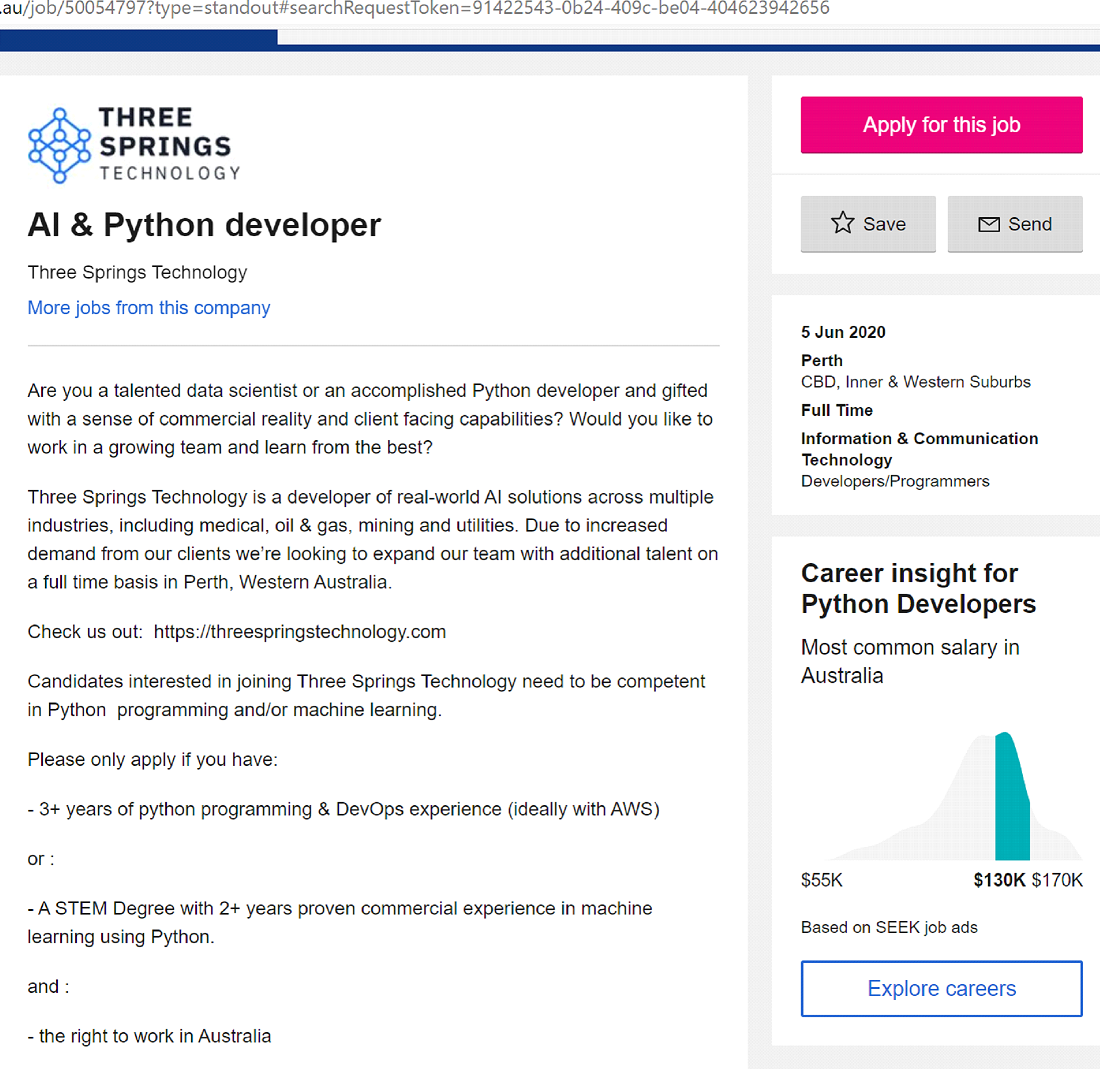 .au/job/50054797?type=standout#searchRequestToken=91422543-0b24-409c-be04-404623942656
THREE
SPRINGS
TECHNOLOGY
AI & Python developer
Three Springs Technology
More jobs from this company
Are you a talented data scientist or an accomplished Python developer and gifted
with a sense of commercial reality and client facing capabilities? Would you like to
work in a growing team and learn from the best?
Three Springs Technology is a developer of real-world AI solutions across multiple
industries, including medical, oil & gas, mining and utilities. Due to increased
demand from our clients we’re looking to expand our team with additional talent on
a full time basis in Perth, Western Australia.
Check us out:  https://threespringstechnology.com
Candidates interested in joining Three Springs Technology need to be competent
in Python  programming and/or machine learning.
Please only apply if you have:
- 3+ years of python programming & DevOps experience (ideally with AWS)
or :
- A STEM Degree with 2+ years proven commercial experience in machine
learning using Python.
and :
- the right to work in Australia
Apply for this job
Save
Send
5 Jun 2020
Perth
CBD, Inner & Western Suburbs
Full Time
Information & Communication
Technology
Developers/Programmers
Career insight for
Python Developers
Most common salary in
Australia
$55K $130K $170K
Based on SEEK job ads
Explore careers